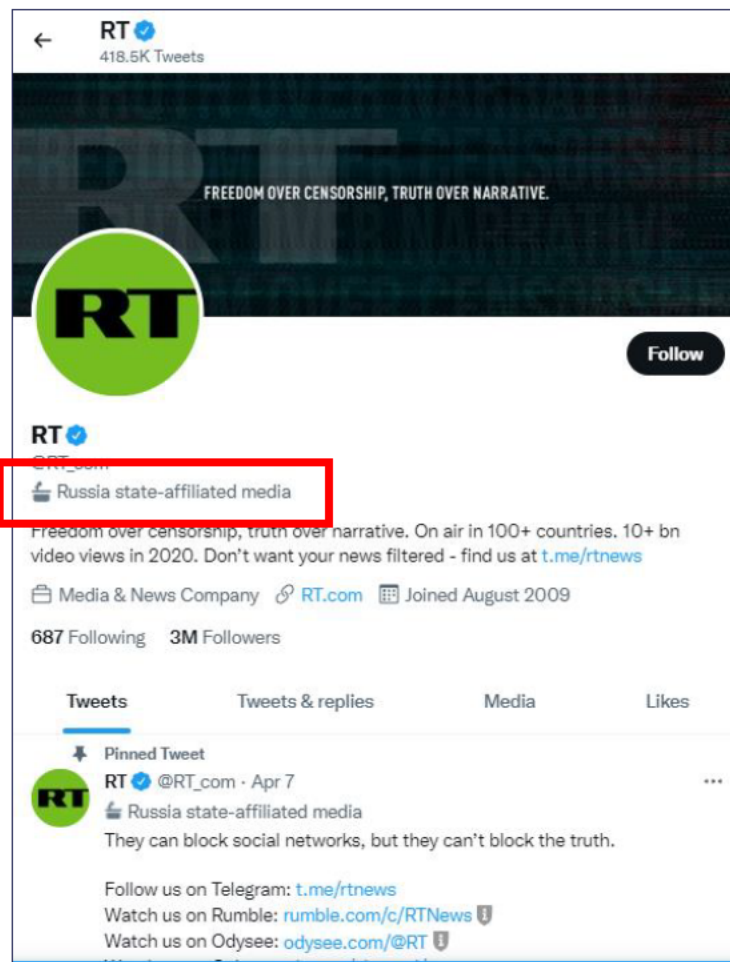 RT
418.5K Tweets
RT
FREEDOM OVER CENSORSHIP, TRUTH OVER NARRATIVE.
RT
Follow
RT
@RT_com
Russia state-affiliated media
Freedom over censorship, truth over narrative. On air in 100+ countries. 10+ bn
video views in 2020. Don't want your news filtered - find us at t.me/rtnews
Media & News Company RT.com Joined August 2009
687 Following 3M Followers
Tweets Tweets & replies Media Likes
Pinned Tweet
RT @RT_com · Apr 7 ...
RT
Russia state-affiliated media
They can block social networks, but they can't block the truth.
Follow us on Telegram: t.me/rtnews
Watch us on Rumble: rumble.com/c/RTNews
Watch us on Odysee: odysee.com/@RT